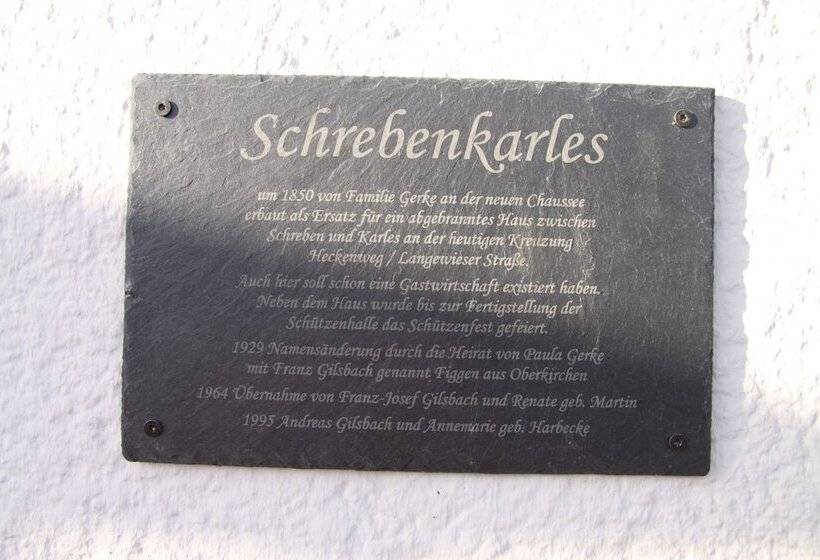 Schrebenkarles
um 1850 von Familie Gerke an der neuen Chaussee
erbaut als Ersatz für ein abgebranntes Haus zwischen
Schreben und Karles an der heutigen Kreuzung
Heckenweg / Langewieser Straße.
Auch hier soll schon eine Gastwirtschaft existiert haben.
Neben dem Haus wurde bis zur Fertigstellung der
Schützenhalle das Schützenfest gefeiert.
1929 Namensänderung durch die Heirat von Paula Gerke
mit Franz Gilsbach genannt Figgen aus Oberkirchen
1964 Übernahme von Franz-Josef Gilsbach und Renate geb. Martin
1995 Andreas Gilsbach und Annemarie geb. Harbecke